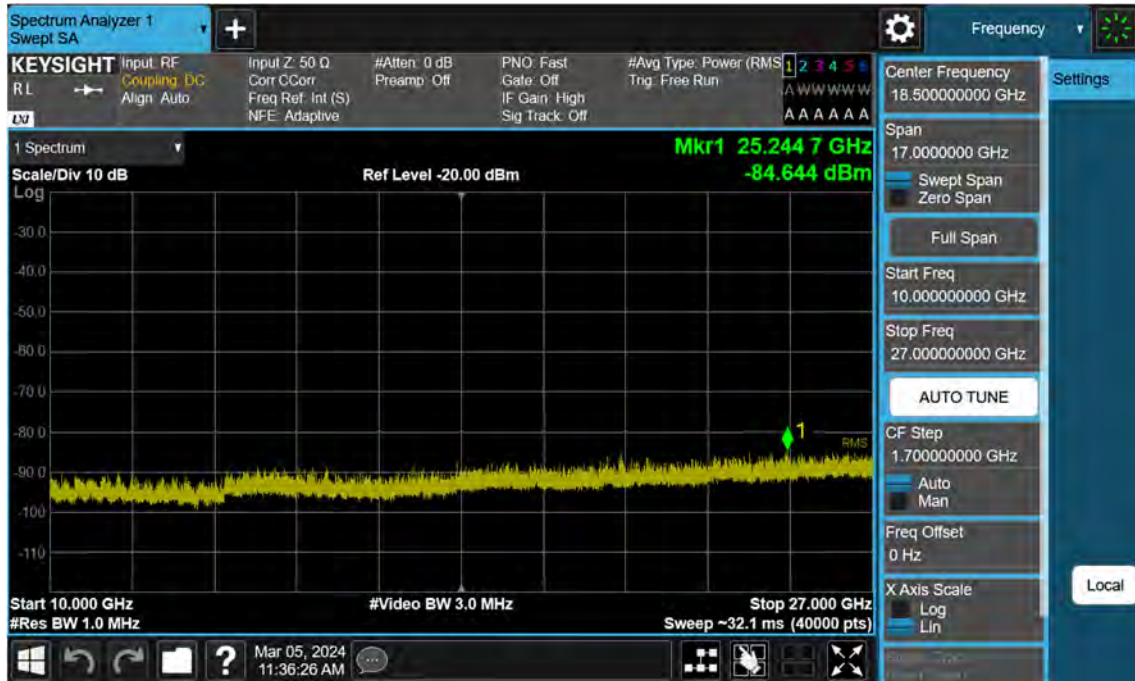 Spectrum Analyzer 1
Swept SA
+
Frequency
KEYSIGHT
RL
LXI
Input: RF
Coupling: DC
Align: Auto
Input Z: 50 Ω
Corr CCorr
Freq Ref: Int (S)
NFE: Adaptive
#Atten: 0 dB
Preamp: Off
PNO: Fast
Gate: Off
IF Gain: High
Sig Track: Off
#Avg Type: Power (RMS
Trig: Free Run
1 2 3 4 5 6
A W W W W W
A A A A A A
Center Frequency
18.500000000 GHz
Settings
1 Spectrum
Mkr1 25.244 7 GHz
Scale/Div 10 dB
Ref Level -20.00 dBm
-84.644 dBm
Span
17.0000000 GHz
Swept Span
Zero Span
Log
-30.0
-40.0
-50.0
-60.0
-70.0
-80.0
-90.0
-100
-110
1
RMS
Full Span
Start Freq
10.000000000 GHz
Stop Freq
27.000000000 GHz
AUTO TUNE
CF Step
1.700000000 GHz
Auto
Man
Freq Offset
0 Hz
X Axis Scale
Log
Lin
Local
Start 10.000 GHz
#Video BW 3.0 MHz
Stop 27.000 GHz
#Res BW 1.0 MHz
Sweep ~32.1 ms (40000 pts)
?
Mar 05, 2024
11:36:26 AM